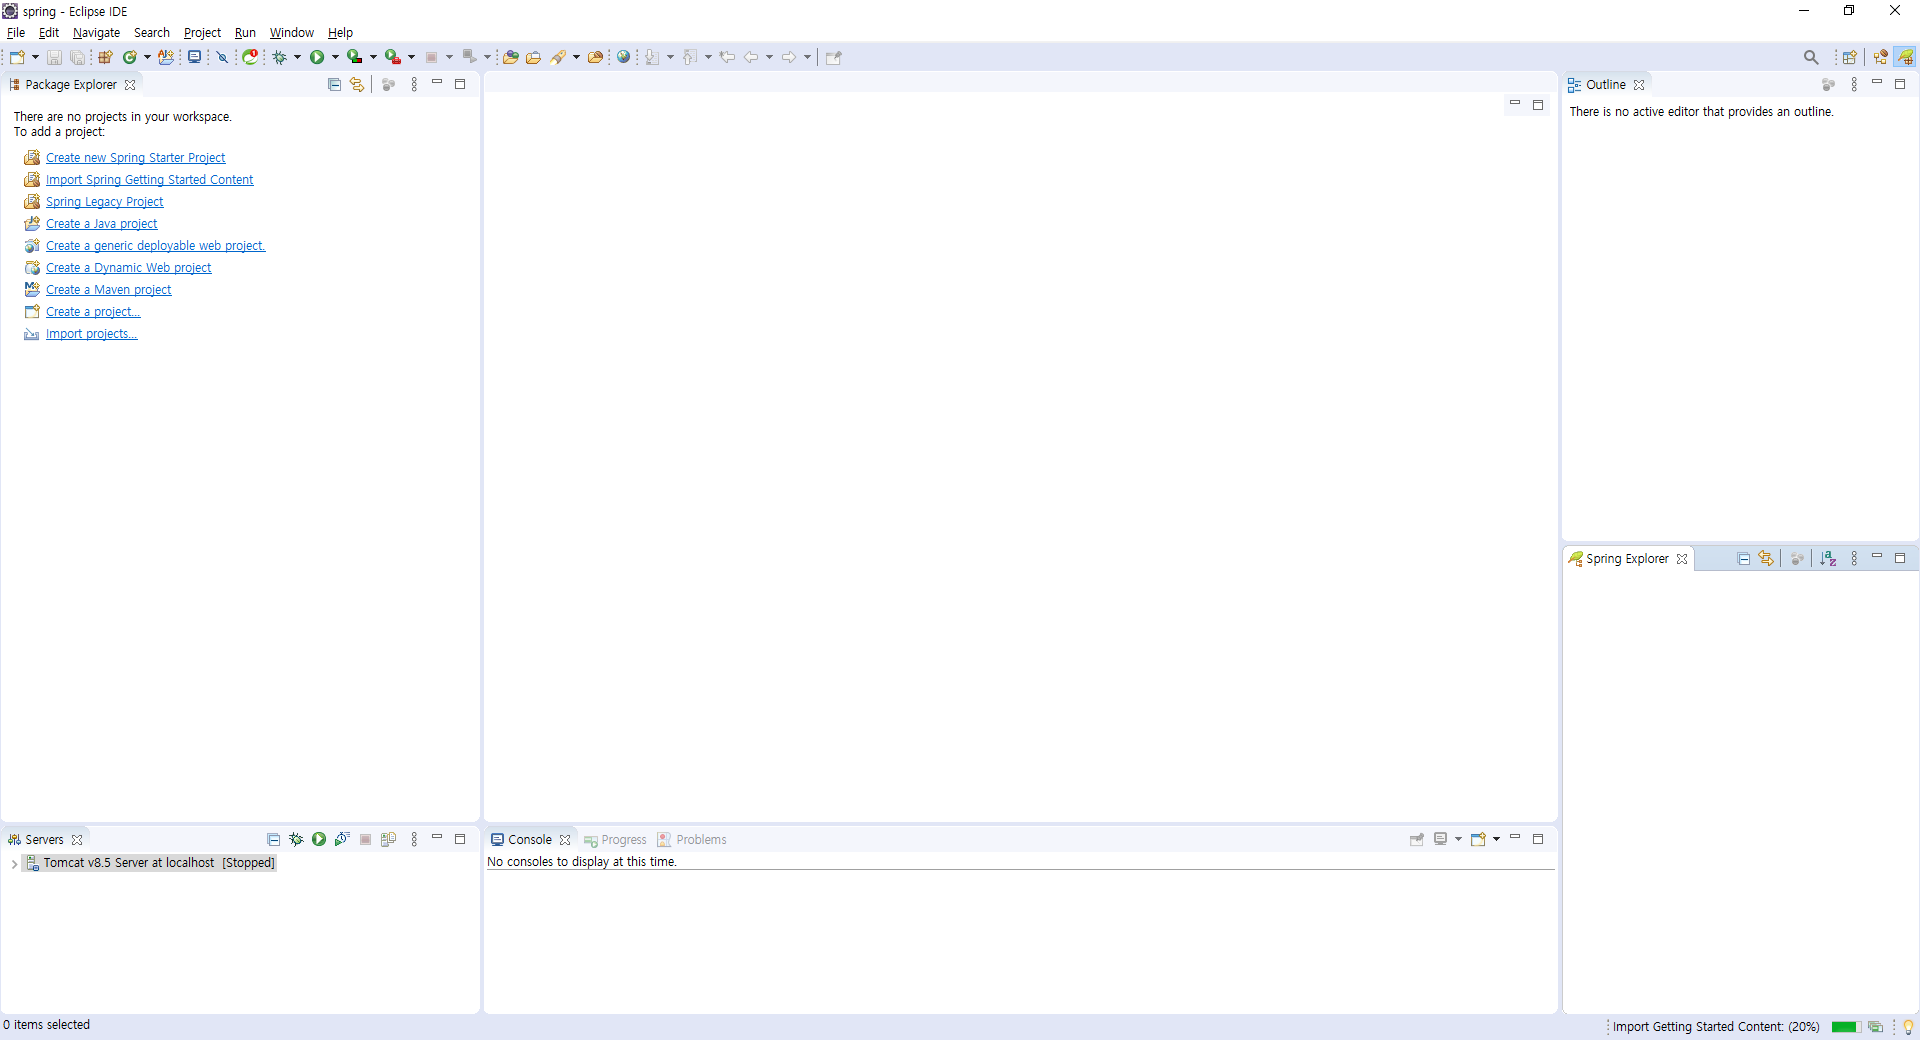 spring - Eclipse IDE
File Edit Navigate Search Project Run Window Help
Package Explorer
There are no projects in your workspace.
To add a project:
Create new Spring Starter Project
Import Spring Getting Started Content
Spring Legacy Project
Create a Java project
Create a generic deployable web project.
Create a Dynamic Web project
Create a Maven project
Create a project...
Import projects...
Outline
There is no active editor that provides an outline.
Spring Explorer
Servers
Tomcat v8.5 Server at localhost [Stopped]
Console Progress Problems
No consoles to display at this time.
0 items selected
Import Getting Started Content: (20%)